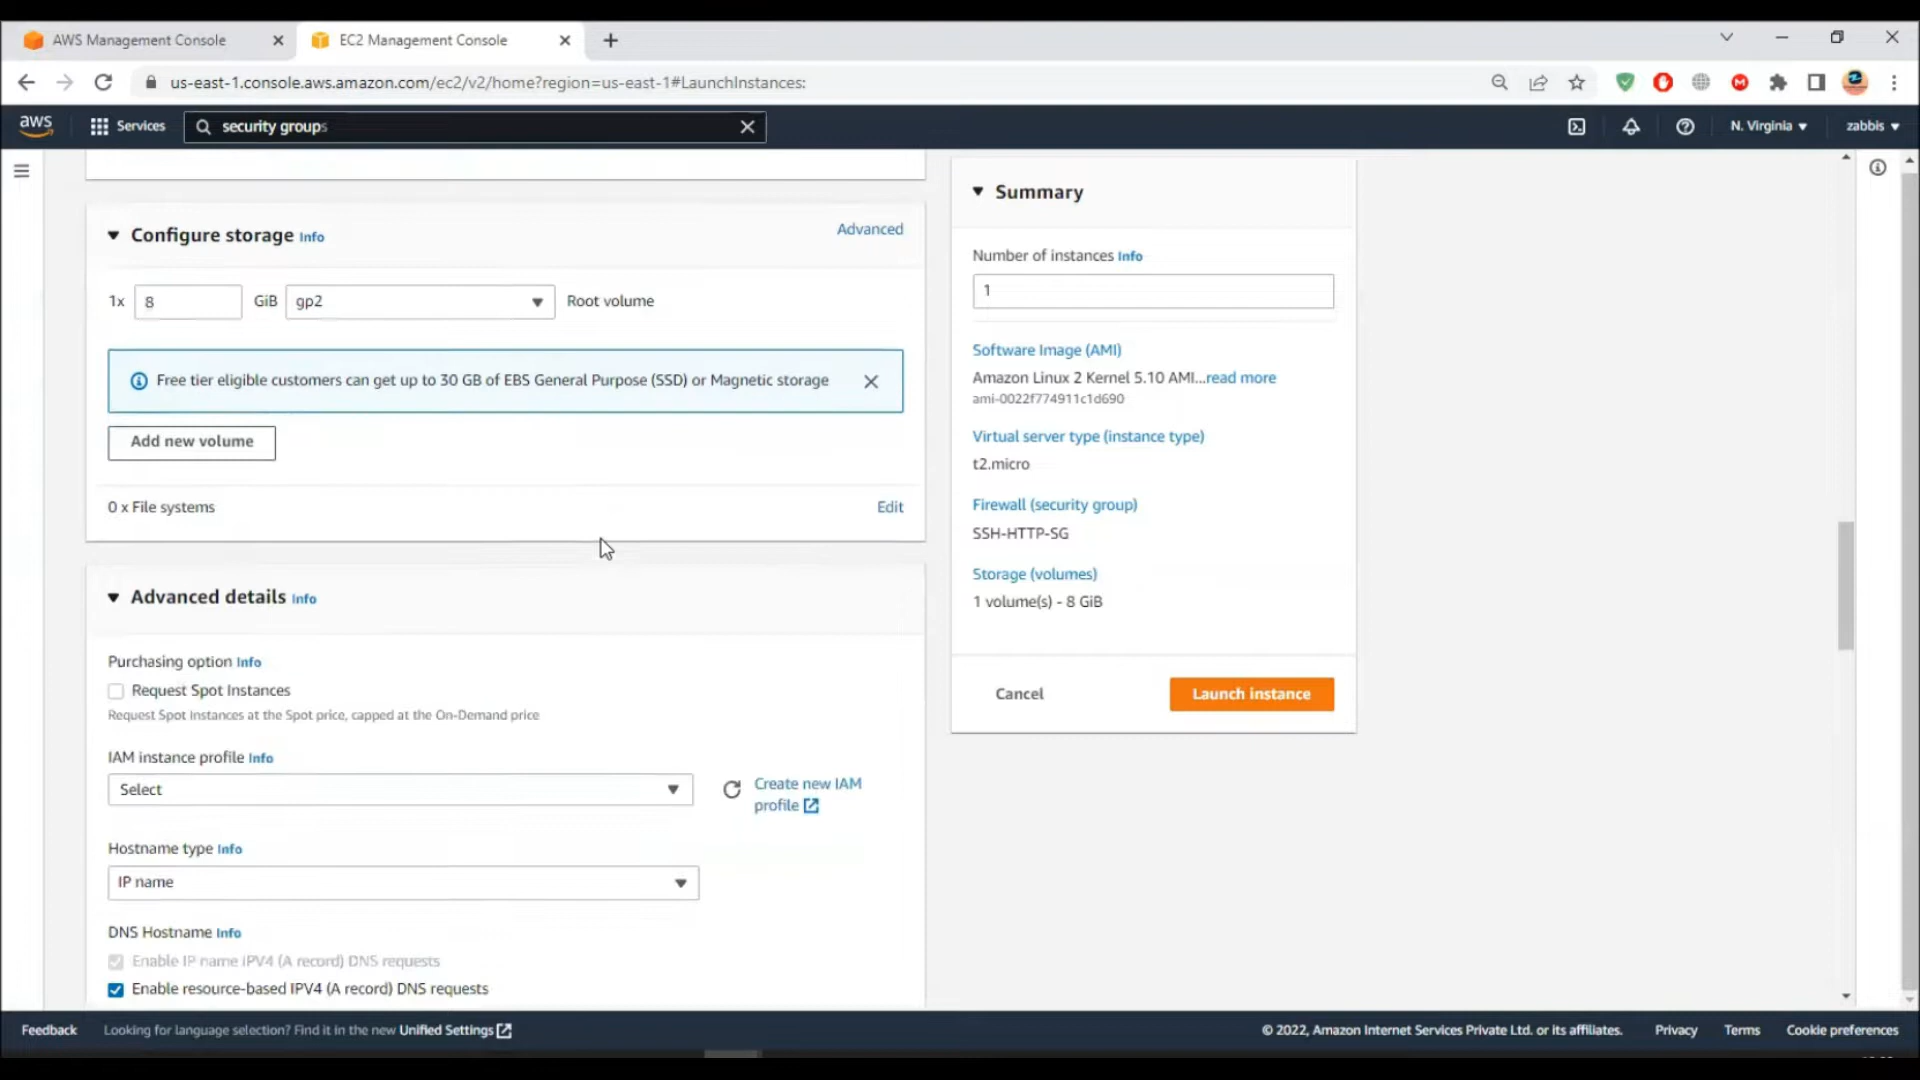 AWS Management Console
EC2 Management Console
us-east-1.console.aws.amazon.com/ec2/v2/home?region=us-east-1#LaunchInstances:
aws
Services
security groups
N. Virginia
zabbis
Configure storage Info
Advanced
1x 8 GiB gp2 Root volume
Free tier eligible customers can get up to 30 GB of EBS General Purpose (SSD) or Magnetic storage
Add new volume
0 x File systems
Edit
Advanced details Info
Purchasing option Info
Request Spot Instances
Request Spot Instances at the Spot price, capped at the On-Demand price
IAM instance profile Info
Select
Create new IAM
profile
Hostname type Info
IP name
DNS Hostname Info
Enable IP name IPV4 (A record) DNS requests
Enable resource-based IPV4 (A record) DNS requests
Summary
Number of instances Info
1
Software Image (AMI)
Amazon Linux 2 Kernel 5.10 AMI...read more
ami-0022f774911c1d690
Virtual server type (instance type)
t2.micro
Firewall (security group)
SSH-HTTP-SG
Storage (volumes)
1 volume(s) - 8 GiB
Cancel
Launch instance
Feedback
Looking for language selection? Find it in the new Unified Settings
© 2022, Amazon Internet Services Private Ltd. or its affiliates.
Privacy
Terms
Cookie preferences